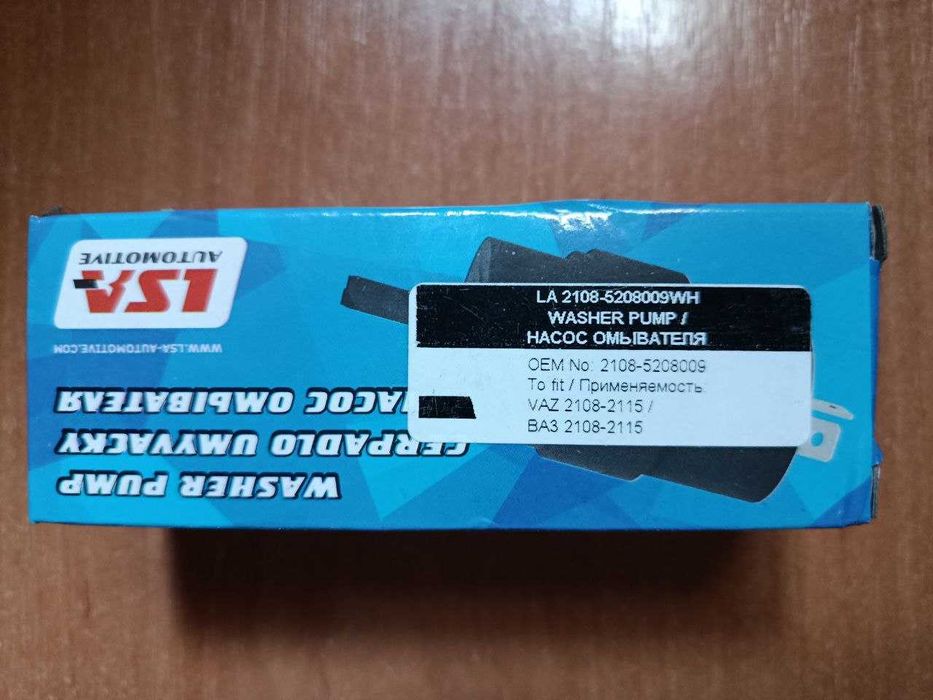 LSA
AUTOMOTIVE
WWW.LSA-AUTOMOTIVE.COM
WASHER PUMP
ČERPADLO UMÝVAČKY
НАСОС ОМЫВАТЕЛЯ
LA 2108-5208009WH
WASHER PUMP /
НАСОС ОМЫВАТЕЛЯ
OEM No: 2108-5208009
To fit / Применяемость:
VAZ 2108-2115 /
ВАЗ 2108-2115